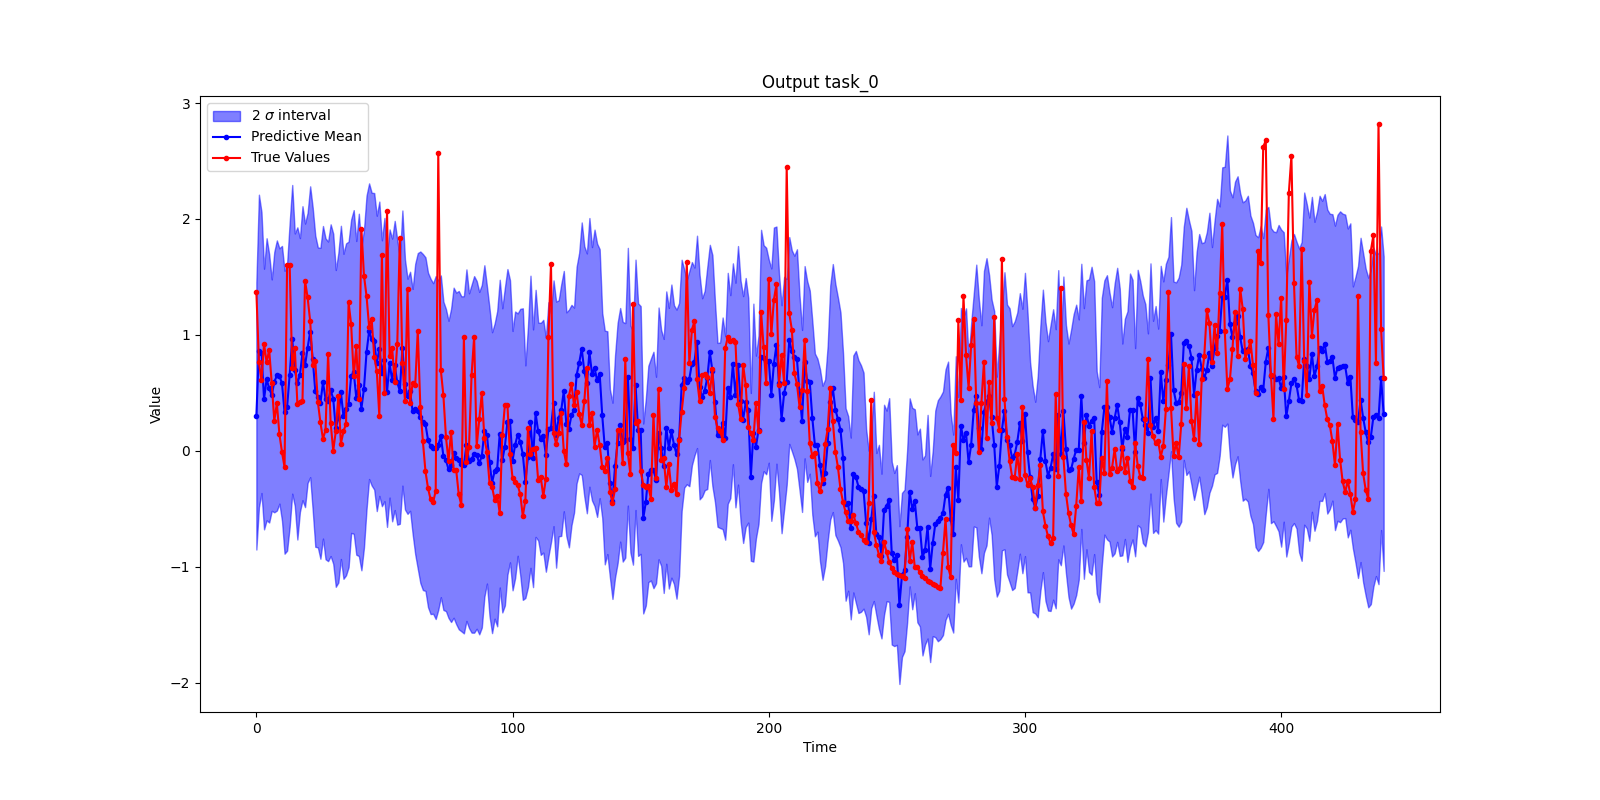 Output task_0
2 σ interval
Predictive Mean
True Values
Value
3
2
1
0
−1
−2
0
100
200
300
400
Time